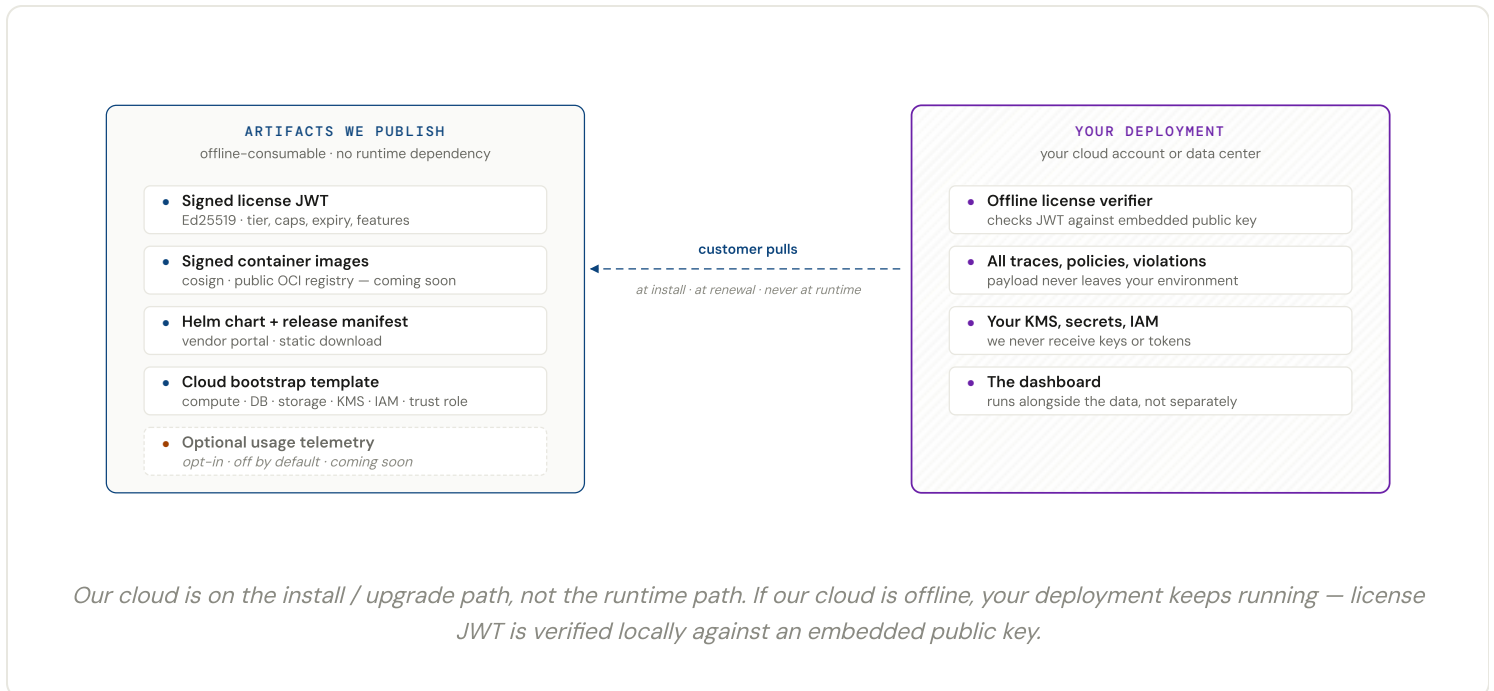 ARTIFACTS WE PUBLISH
offline-consumable · no runtime dependency
Signed license JWT
Ed25519 · tier, caps, expiry, features
Signed container images
cosign · public OCI registry — coming soon
Helm chart + release manifest
vendor portal · static download
Cloud bootstrap template
compute · DB · storage · KMS · IAM · trust role
Optional usage telemetry
opt-in · off by default · coming soon
customer pulls
at install · at renewal · never at runtime
YOUR DEPLOYMENT
your cloud account or data center
Offline license verifier
checks JWT against embedded public key
All traces, policies, violations
payload never leaves your environment
Your KMS, secrets, IAM
we never receive keys or tokens
The dashboard
runs alongside the data, not separately
Our cloud is on the install / upgrade path, not the runtime path. If our cloud is offline, your deployment keeps running — license
JWT is verified locally against an embedded public key.